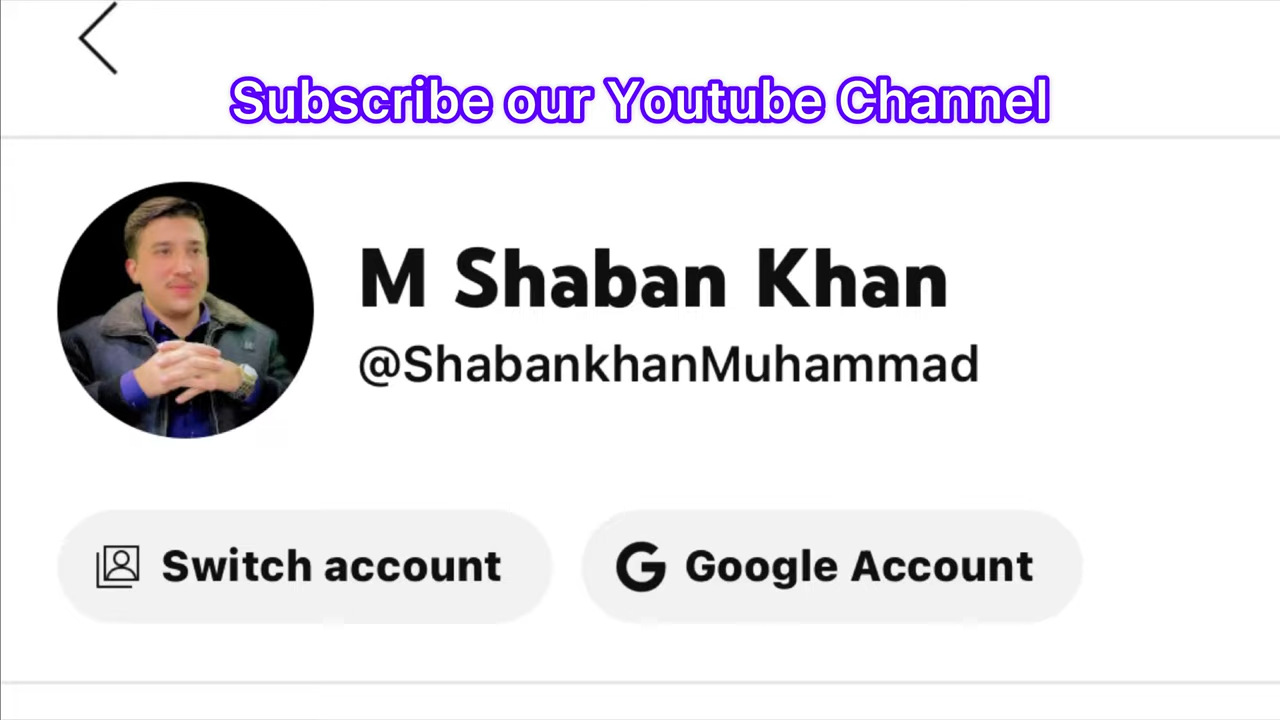 Subscribe our Youtube Channel
M Shaban Khan
@ShabankhanMuhammad
Switch account
Google Account